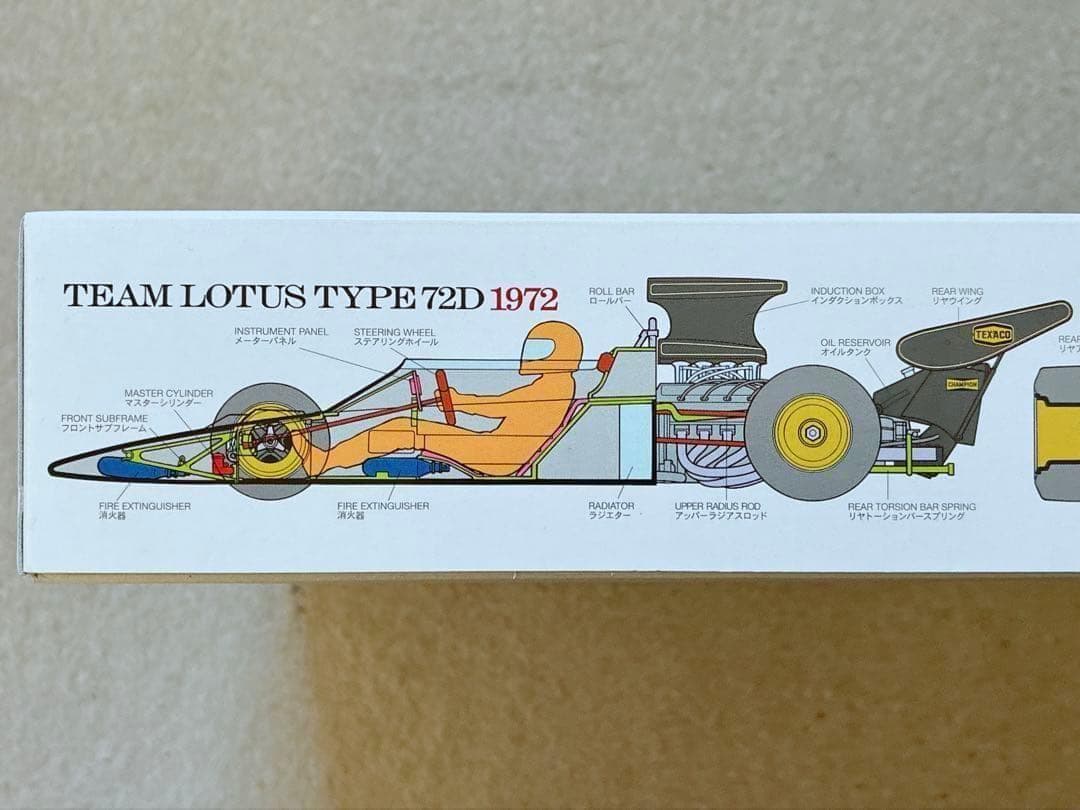 TEAM LOTUS TYPE 72D 1972
INSTRUMENT PANEL
メーターパネル
STEERING WHEEL
ステアリングホイール
ROLL BAR
ロールバー
INDUCTION BOX
インダクションボックス
REAR WING
リヤウイング
TEXACO
OIL RESERVOIR
オイルタンク
CHAMPION
MASTER CYLINDER
マスターシリンダー
FRONT SUBFRAME
フロントサブフレーム
FIRE EXTINGUISHER
消火器
FIRE EXTINGUISHER
消火器
RADIATOR
ラジエター
UPPER RADIUS ROD
アッパーラジアスロッド
REAR TORSION BAR SPRING
リヤトーションバースプリング